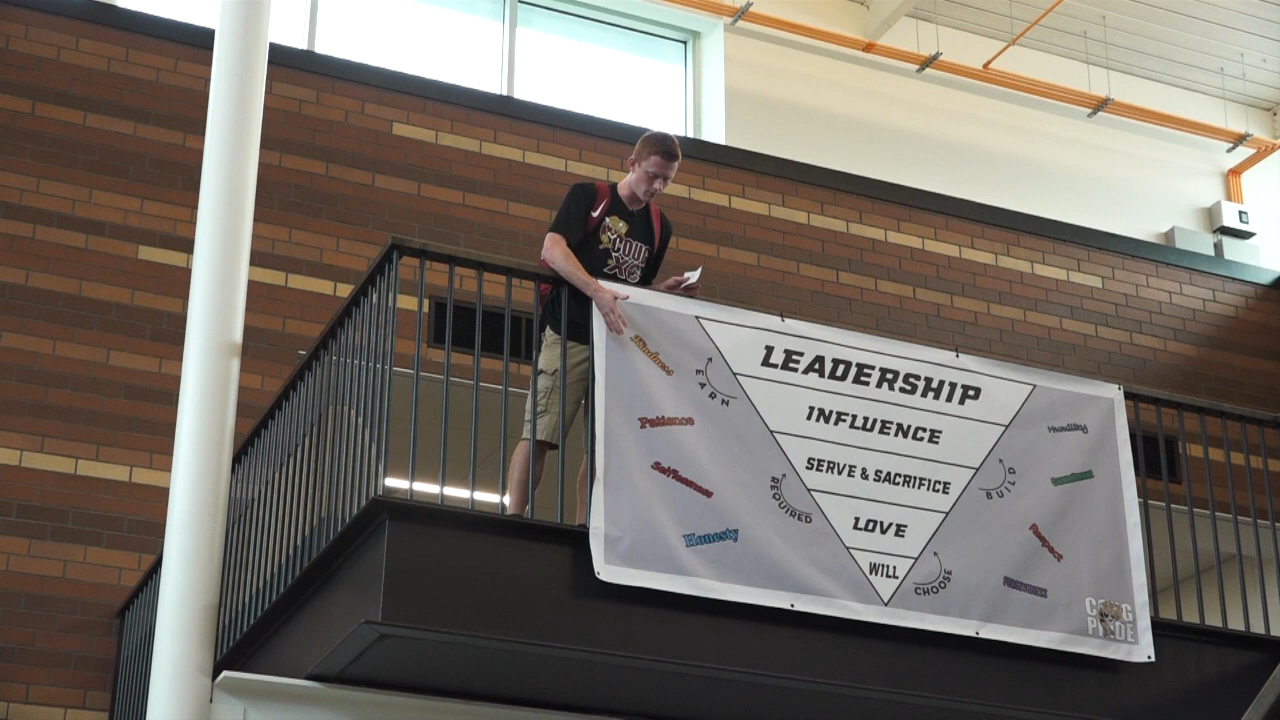 COUG
XC
LEADERSHIP
INFLUENCE
SERVE & SACRIFICE
LOVE
WILL
EARN
REQUIRED
BUILD
CHOOSE
Kindness
Patience
Selflessness
Honesty
Humility
Commitment
Respect
FORGIVENESS
COUG
PRIDE